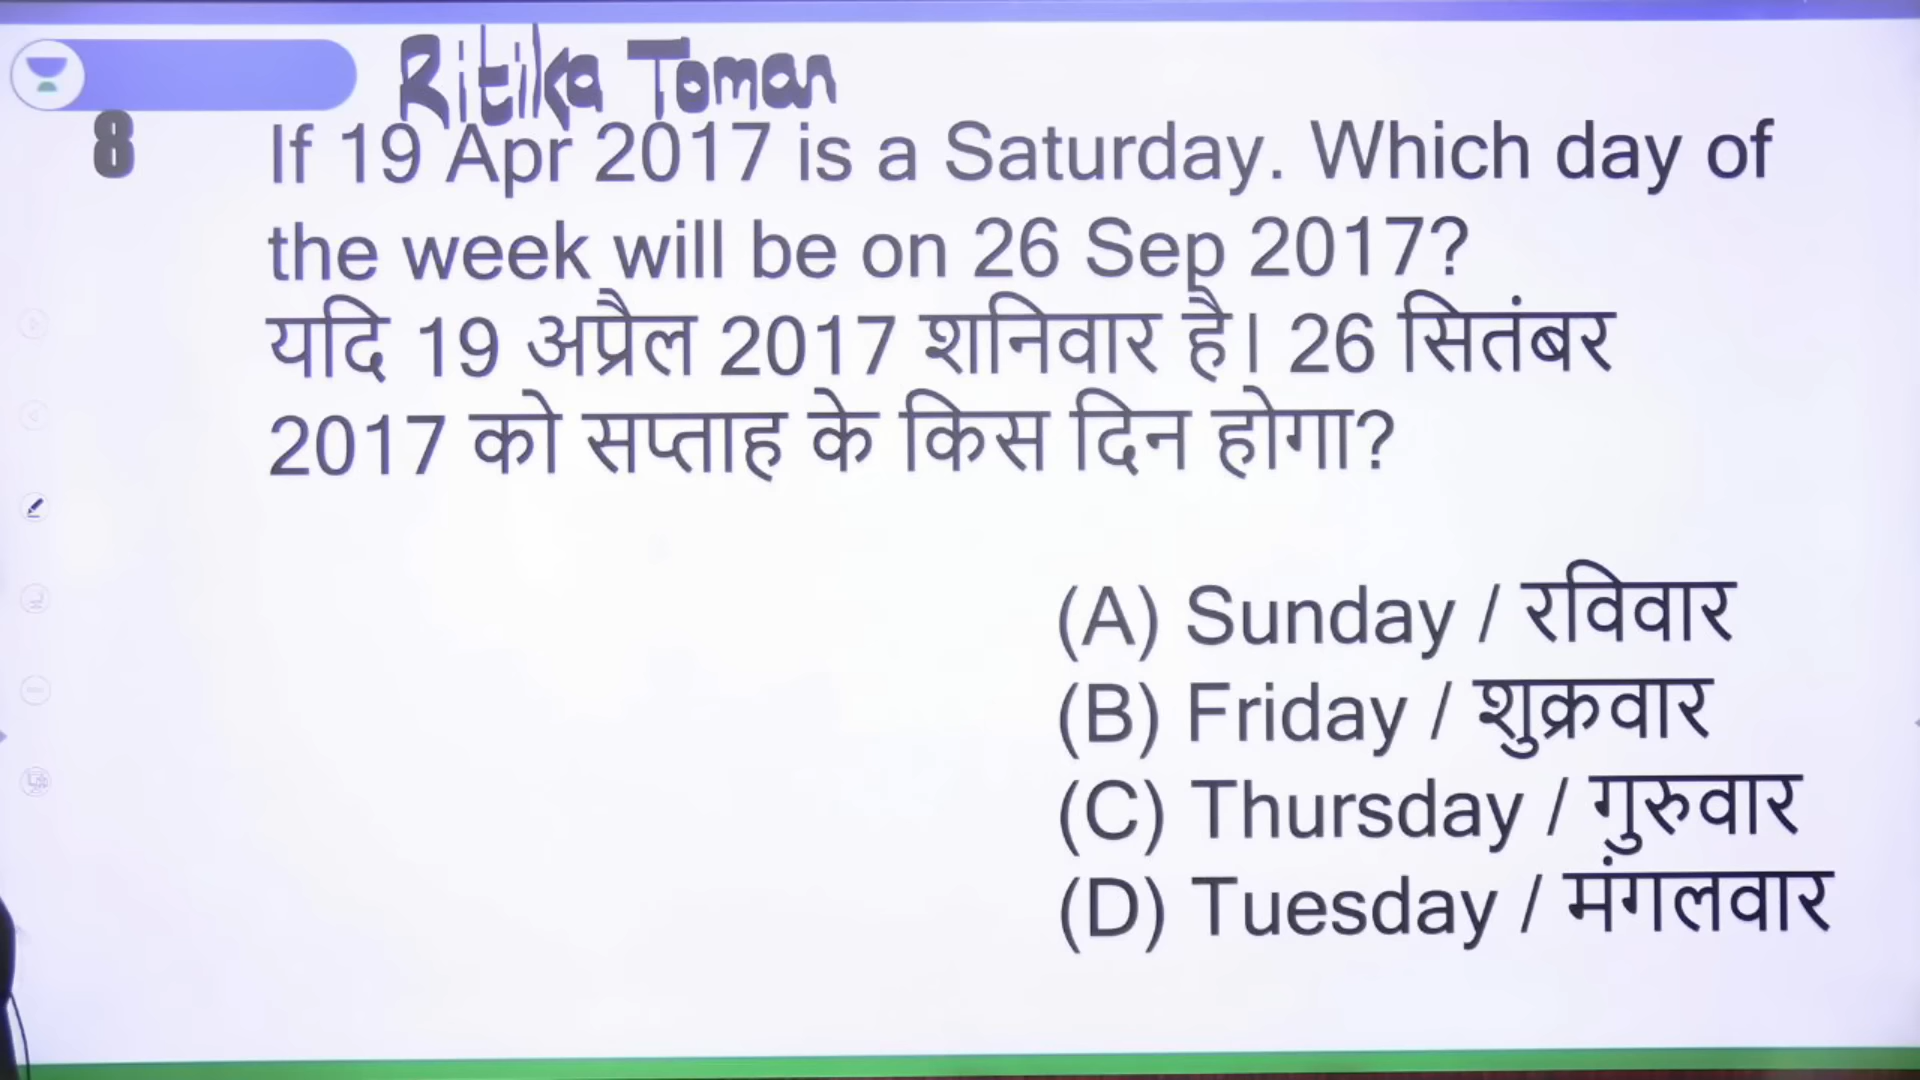 Ritika Tomar
8
If 19 Apr 2017 is a Saturday. Which day of
the week will be on 26 Sep 2017?
यदि 19 अप्रैल 2017 शनिवार है। 26 सितंबर
2017 को सप्ताह के किस दिन होगा?
(A) Sunday / रविवार
(B) Friday / शुक्रवार
(C) Thursday / गुरुवार
(D) Tuesday / मंगलवार